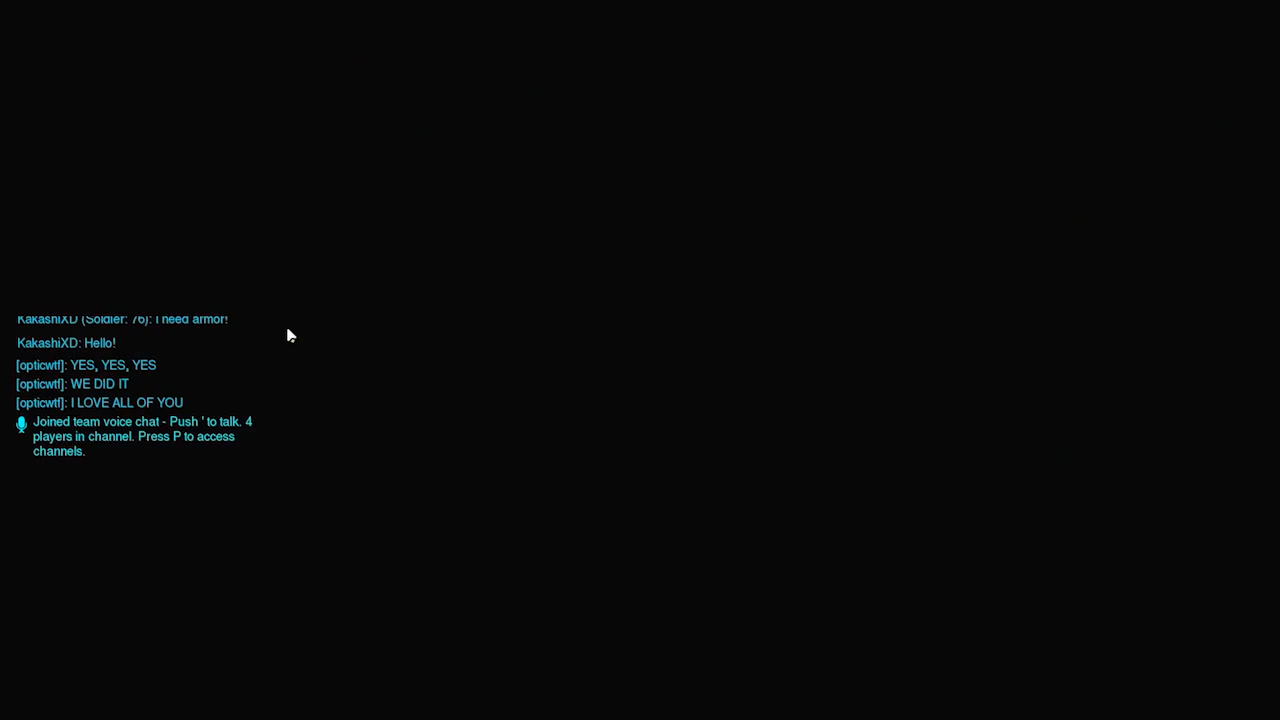 KakashiXD (Soldier: 76): I need armor!
KakashiXD: Hello!
[opticwtf]: YES, YES, YES
[opticwtf]: WE DID IT
[opticwtf]: I LOVE ALL OF YOU
Joined team voice chat - Push ' to talk. 4
players in channel. Press P to access
channels.